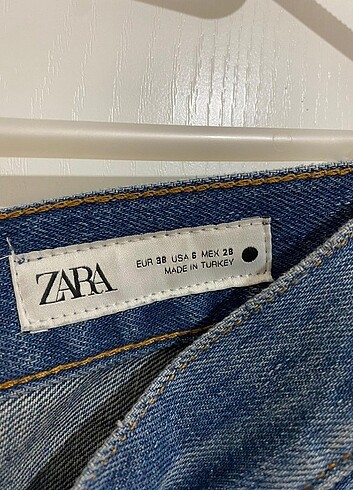 ZARA
EUR 38 USA 6 MEX 28
MADE IN TURKEY